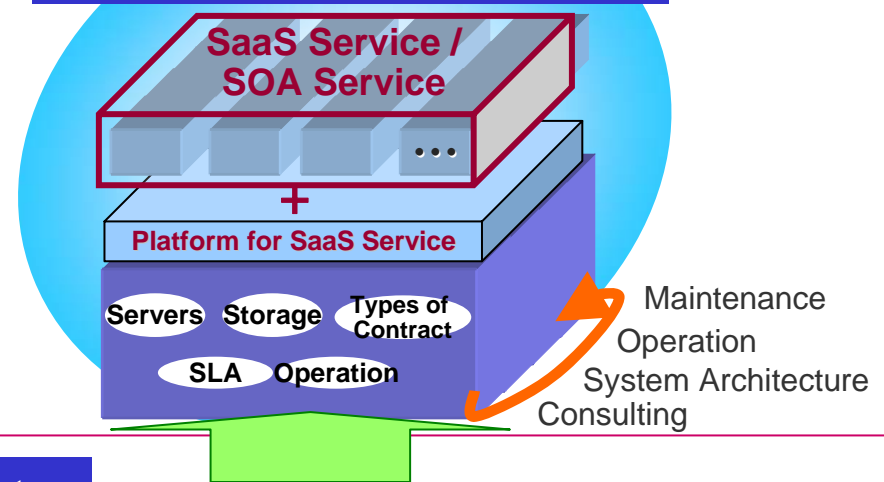 SaaS Service /
SOA Service
...
+
Platform for SaaS Service
Servers
Storage
Types of
Contract
SLA
Operation
Maintenance
Operation
System Architecture
Consulting